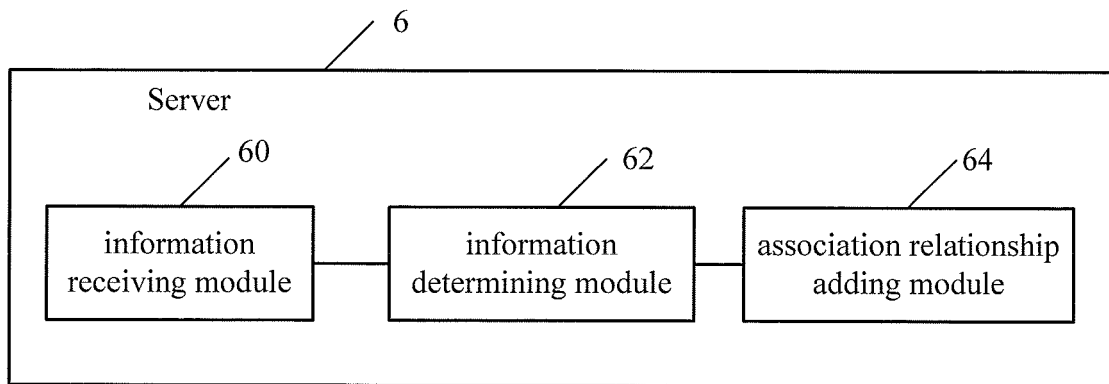 6
Server
60
62
64
information
receiving module
information
determining module
association relationship
adding module